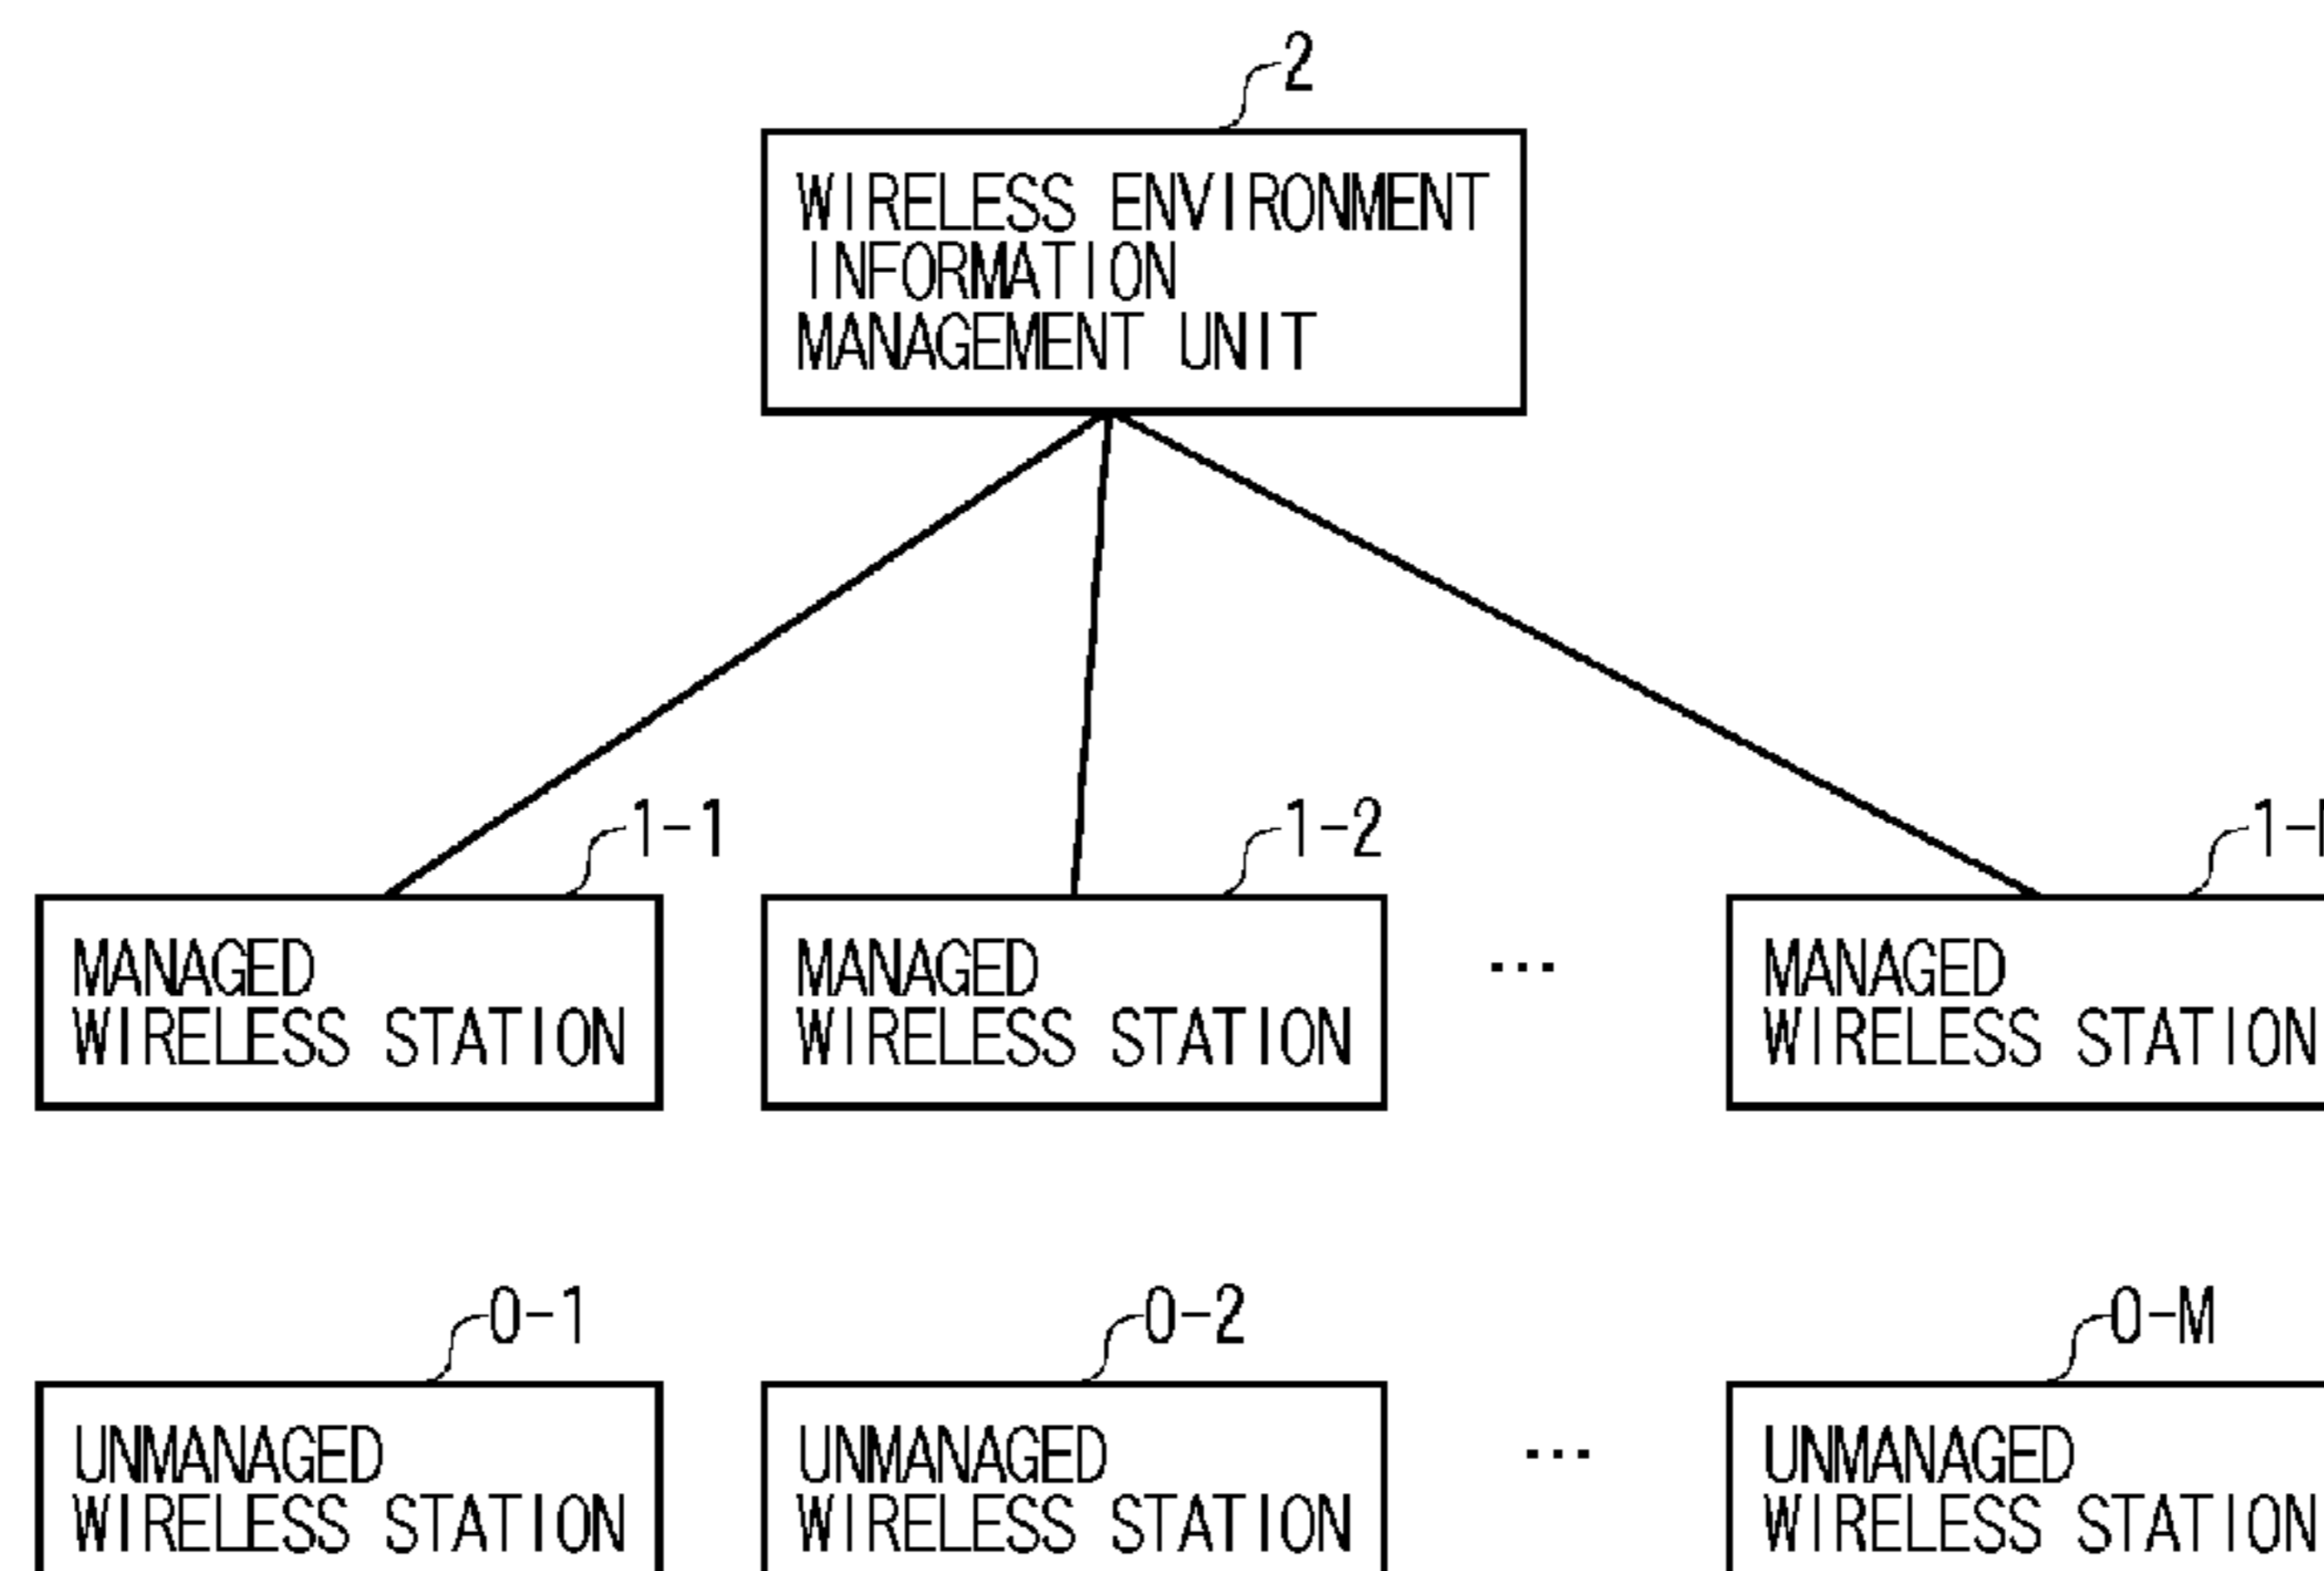 2
WIRELESS ENVIRONMENT
INFORMATION
MANAGEMENT UNIT
1-1
1-2
MANAGED
WIRELESS STATION
MANAGED
WIRELESS STATION
...
MANAGED
WIRELESS STATION
0-1
0-2
0-M
UNMANAGED
WIRELESS STATION
UNMANAGED
WIRELESS STATION
...
UNMANAGED
WIRELESS STATION